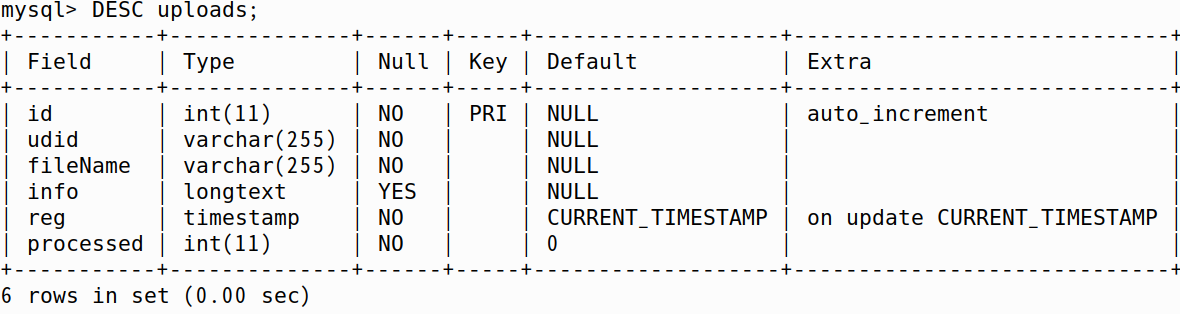 mysql> DESC uploads;
+-----------+--------------+------+-----+-------------------+-----------------------------+
| Field     | Type         | Null | Key | Default           | Extra                       |
+-----------+--------------+------+-----+-------------------+-----------------------------+
| id        | int(11)      | NO   | PRI | NULL              | auto_increment              |
| udid      | varchar(255) | NO   |     | NULL              |                             |
| fileName  | varchar(255) | NO   |     | NULL              |                             |
| info      | longtext     | YES  |     | NULL              |                             |
| reg       | timestamp    | NO   |     | CURRENT_TIMESTAMP | on update CURRENT_TIMESTAMP |
| processed | int(11)      | NO   |     | 0                 |                             |
+-----------+--------------+------+-----+-------------------+-----------------------------+
6 rows in set (0.00 sec)